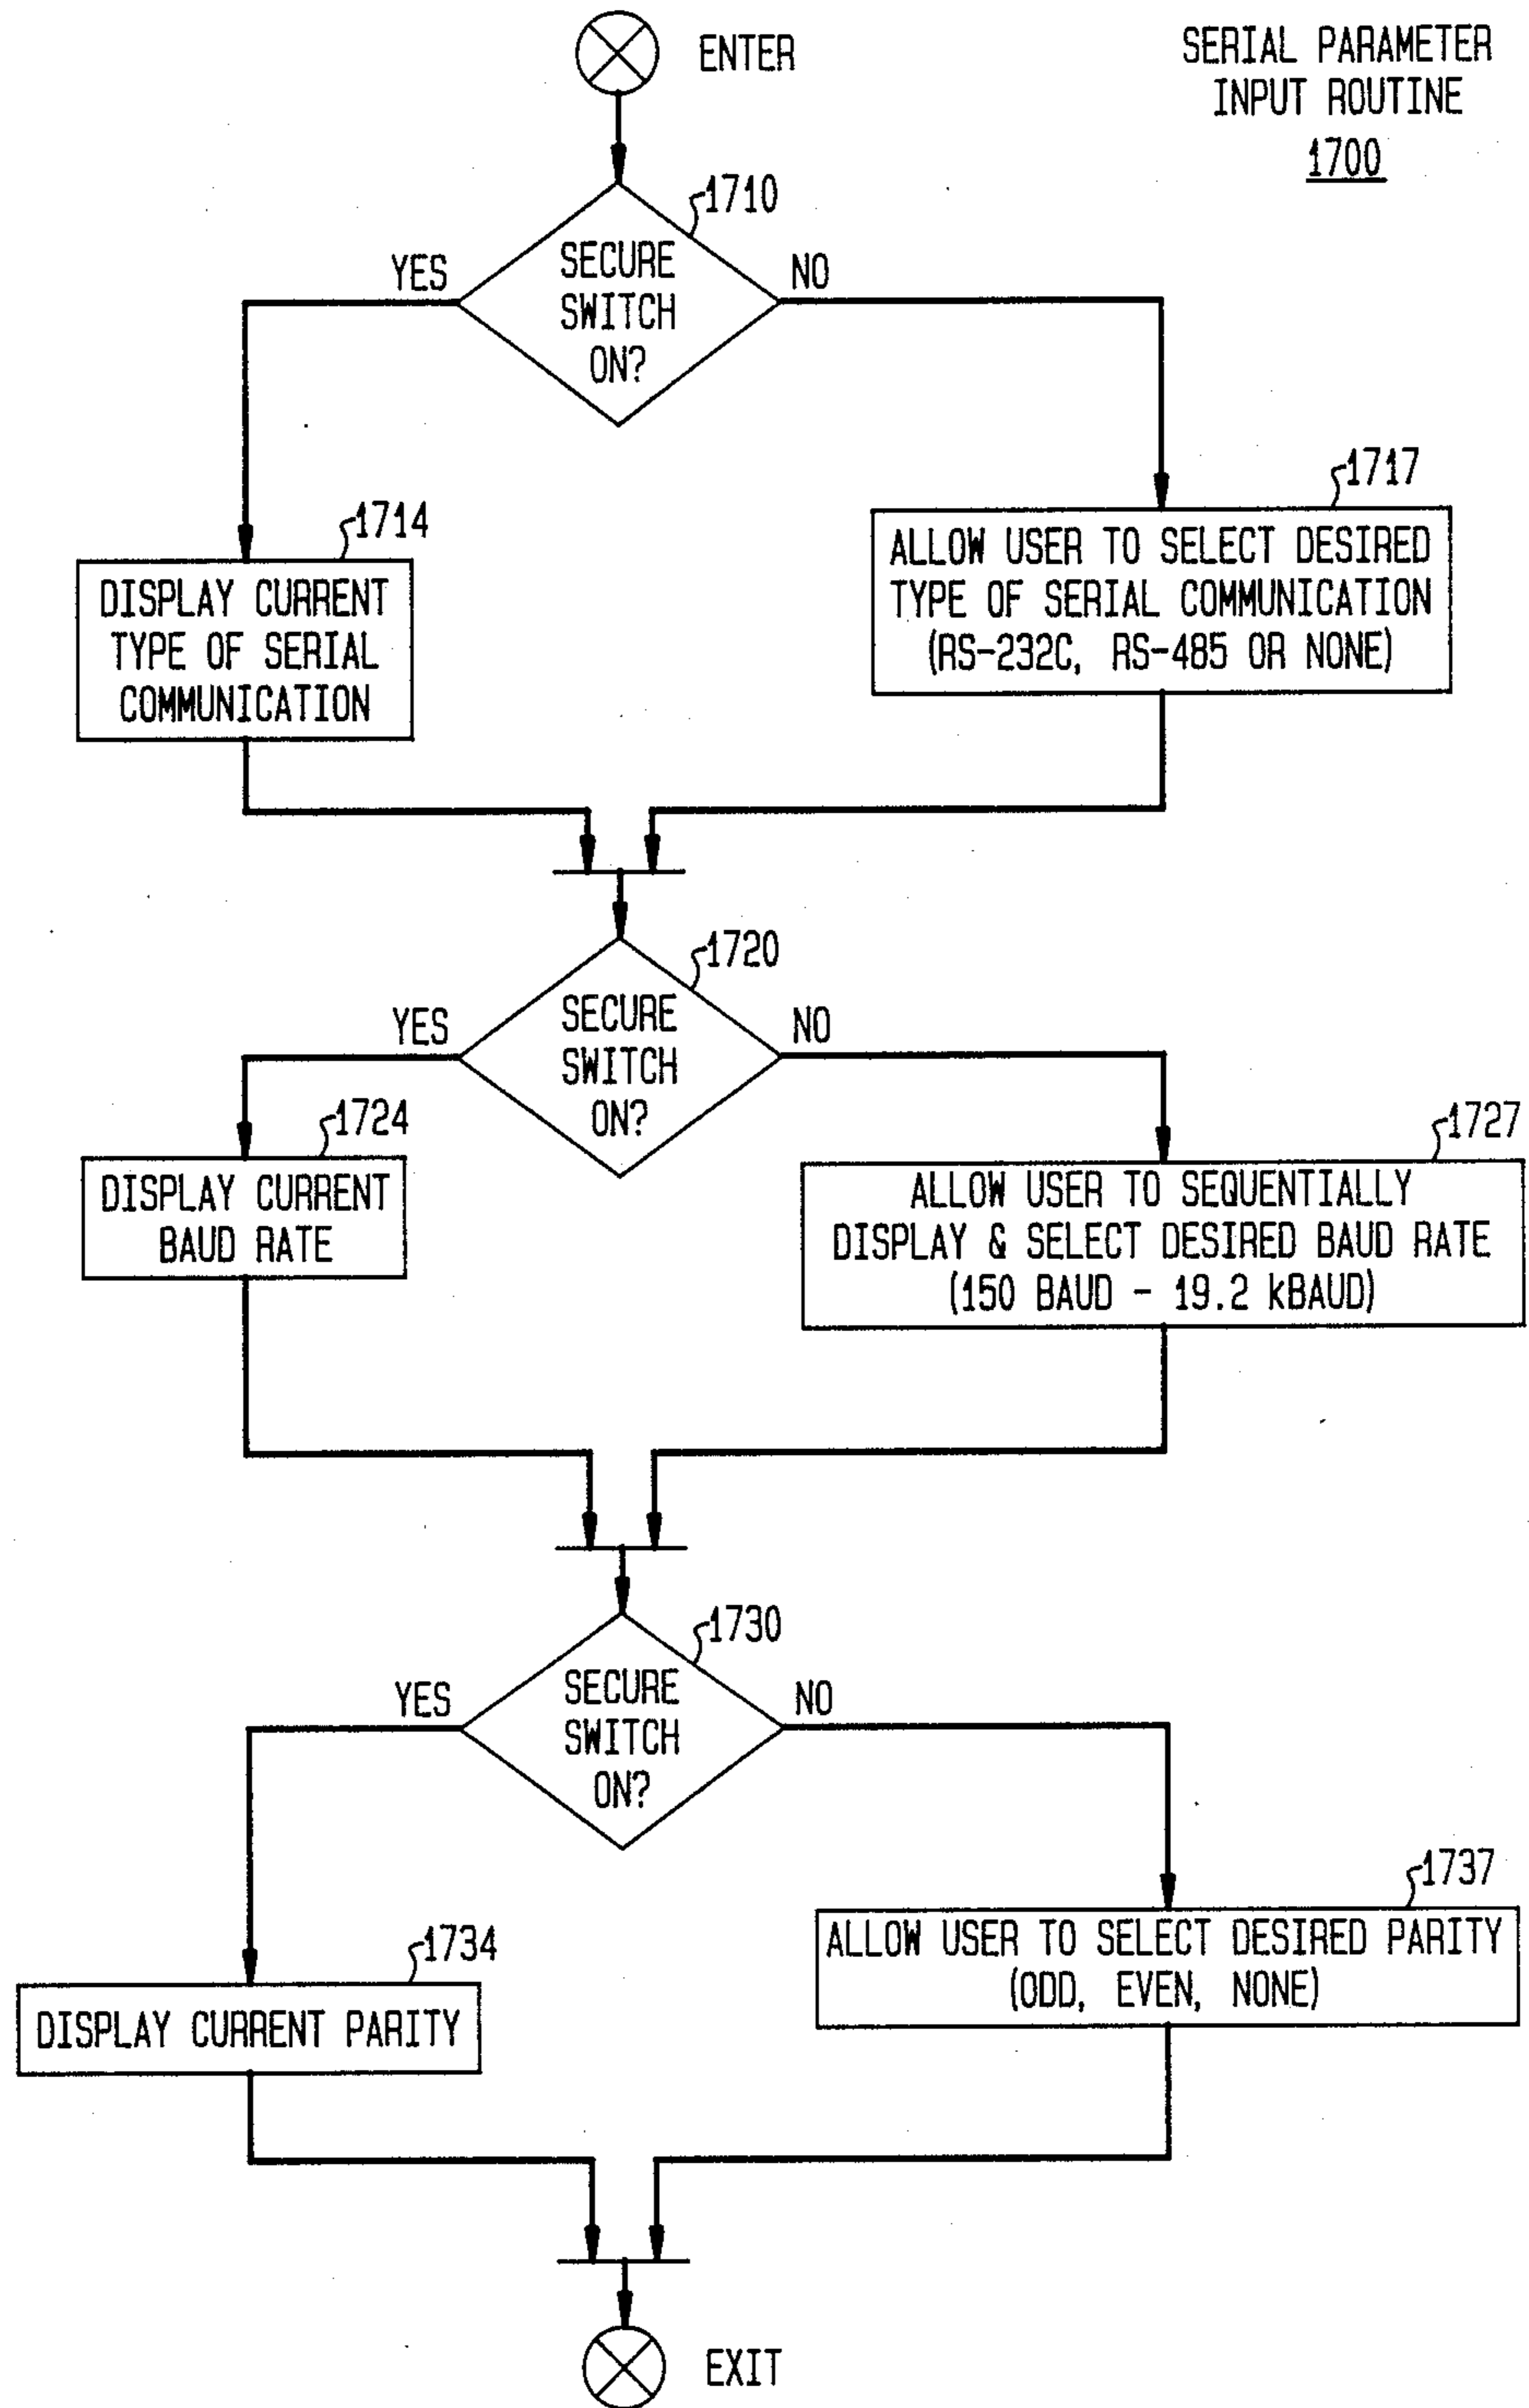 ENTER
SERIAL PARAMETER
INPUT ROUTINE
1700
1710
YES
SECURE
SWITCH
ON?
NO
1714
DISPLAY CURRENT
TYPE OF SERIAL
COMMUNICATION
1717
ALLOW USER TO SELECT DESIRED
TYPE OF SERIAL COMMUNICATION
(RS-232C, RS-485 OR NONE)
1720
YES
SECURE
SWITCH
ON?
NO
1724
DISPLAY CURRENT
BAUD RATE
1727
ALLOW USER TO SEQUENTIALLY
DISPLAY & SELECT DESIRED BAUD RATE
(150 BAUD - 19.2 kBAUD)
1730
YES
SECURE
SWITCH
ON?
NO
1734
DISPLAY CURRENT PARITY
1737
ALLOW USER TO SELECT DESIRED PARITY
(ODD, EVEN, NONE)
EXIT